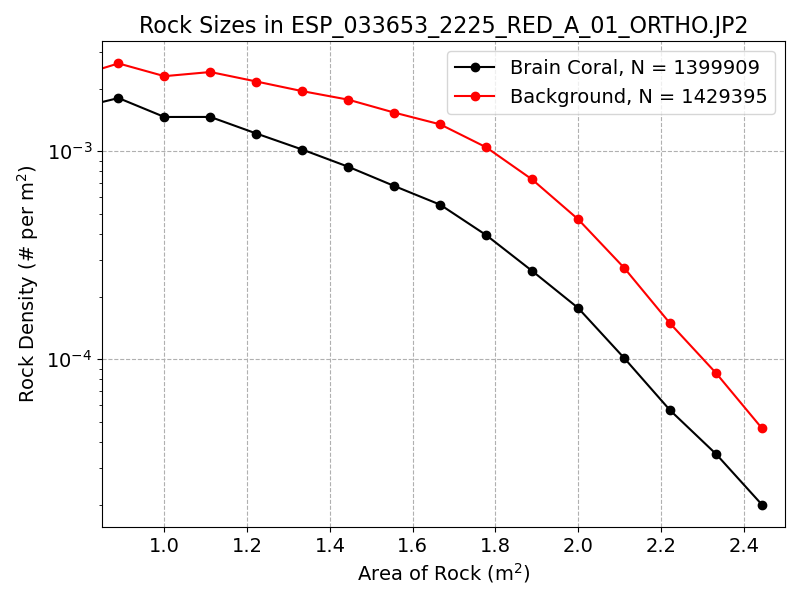 Rock Sizes in ESP_033653_2225_RED_A_01_ORTHO.JP2
Brain Coral, N = 1399909
Background, N = 1429395
Rock Density (# per m²)
10⁻³
10⁻⁴
1.0 1.2 1.4 1.6 1.8 2.0 2.2 2.4
Area of Rock (m²)